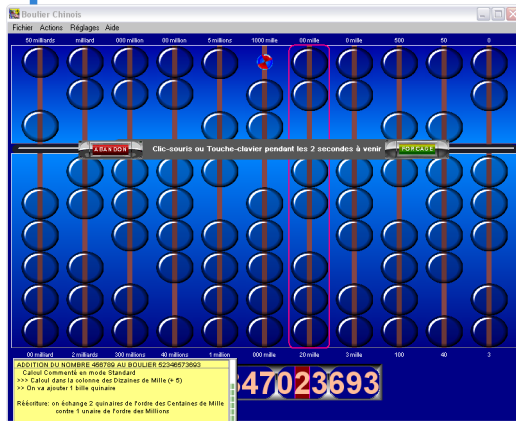 Boulier Chinois
Fichier Actions Réglages Aide
50 milliards milliard 000 million 00 million 5 millions 1000 mille 00 mille 0 mille 500 50 0
ABANDON Clic-souris ou Touche-clavier pendant les 2 secondes à venir FORCAGE
00 milliard 2 milliards 300 millions 40 millions 1 million 000 mille 20 mille 3 mille 100 40 3
ADDITION DU NOMBRE 466789 AU BOULIER 52346573693
Calcul Commenté en mode Standard
>>> Calcul dans la colonne des Dizaines de Mille (+ 5)
>> On va ajouter 1 bille quinaire
Réécriture: on échange 2 quinaires de l'ordre des Centaines de Mille
contre 1 unaire de l'ordre des Millions
47023693